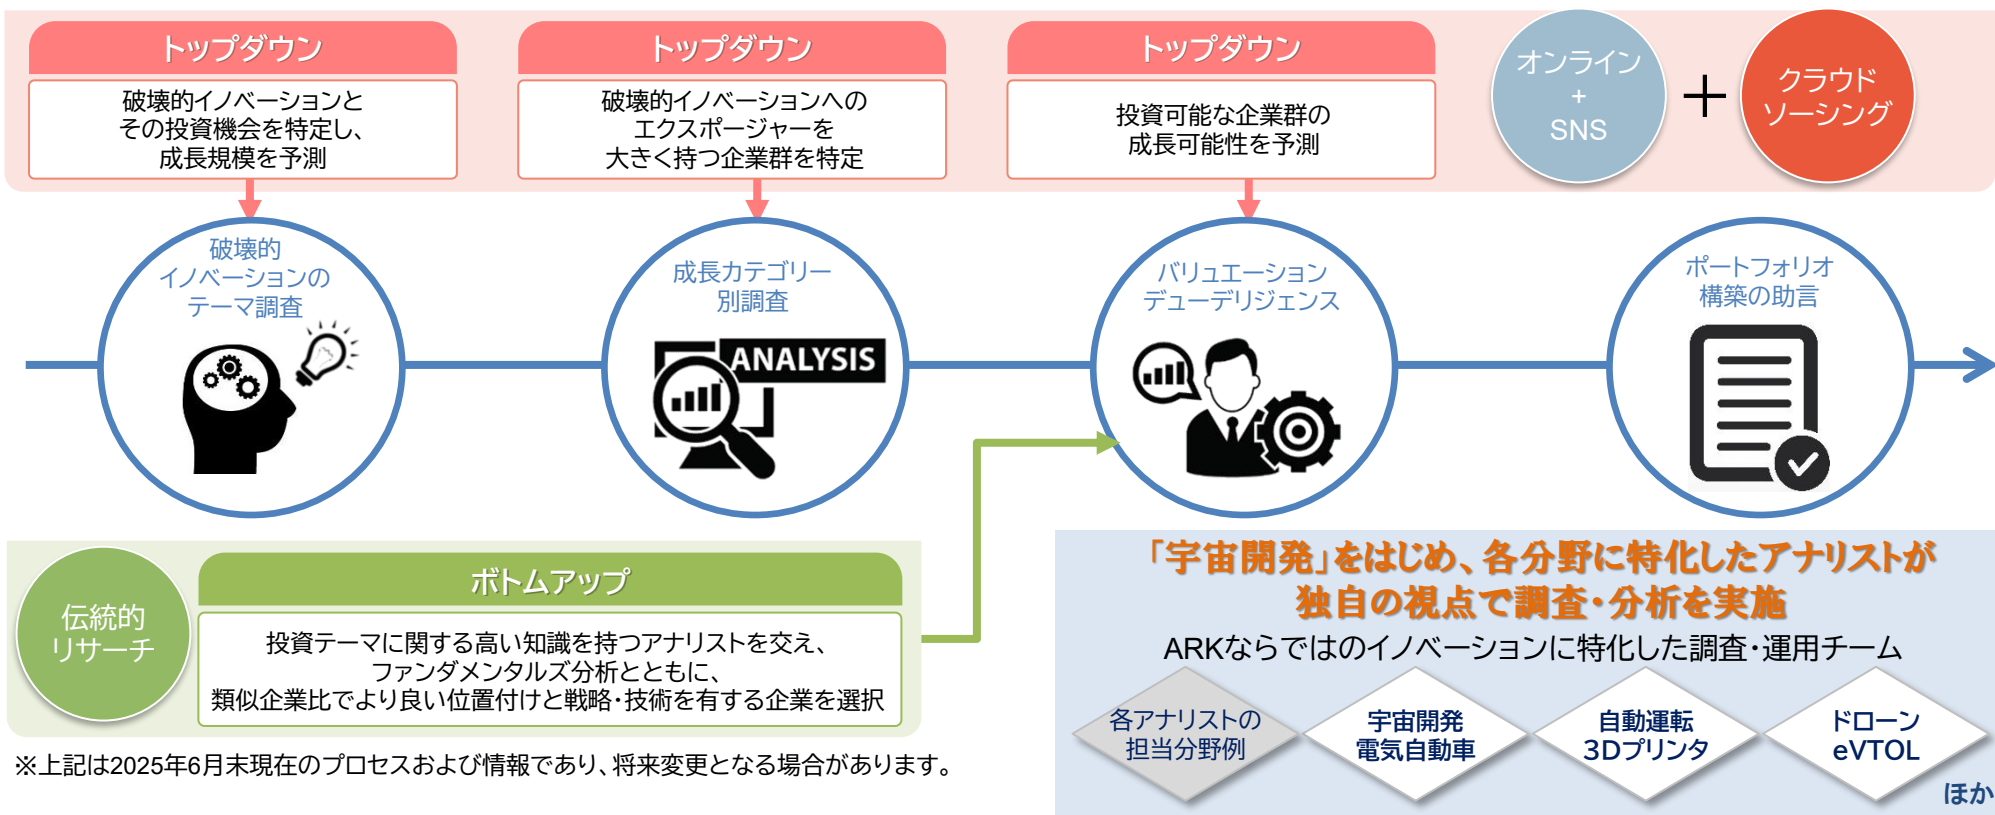 トップダウン
破壊的イノベーションと
その投資機会を特定し、
成長規模を予測
トップダウン
破壊的イノベーションへの
エクスポージャーを
大きく持つ企業群を特定
トップダウン
投資可能な企業群の
成長可能性を予測
オンライン
+
SNS
＋
クラウド
ソーシング
破壊的
イノベーションの
テーマ調査
成長カテゴリー
別調査
ANALYSIS
バリュエーション
デューデリジェンス
ポートフォリオ
構築の助言
伝統的
リサーチ
ボトムアップ
投資テーマに関する高い知識を持つアナリストを交え、
ファンダメンタルズ分析とともに、
類似企業比でより良い位置付けと戦略・技術を有する企業を選択
※上記は2025年6月末現在のプロセスおよび情報であり、将来変更となる場合があります。
「宇宙開発」をはじめ、各分野に特化したアナリストが
独自の視点で調査・分析を実施
ARKならではのイノベーションに特化した調査・運用チーム
各アナリストの
担当分野例
宇宙開発
電気自動車
自動運転
3Dプリンタ
ドローン
eVTOL
ほか